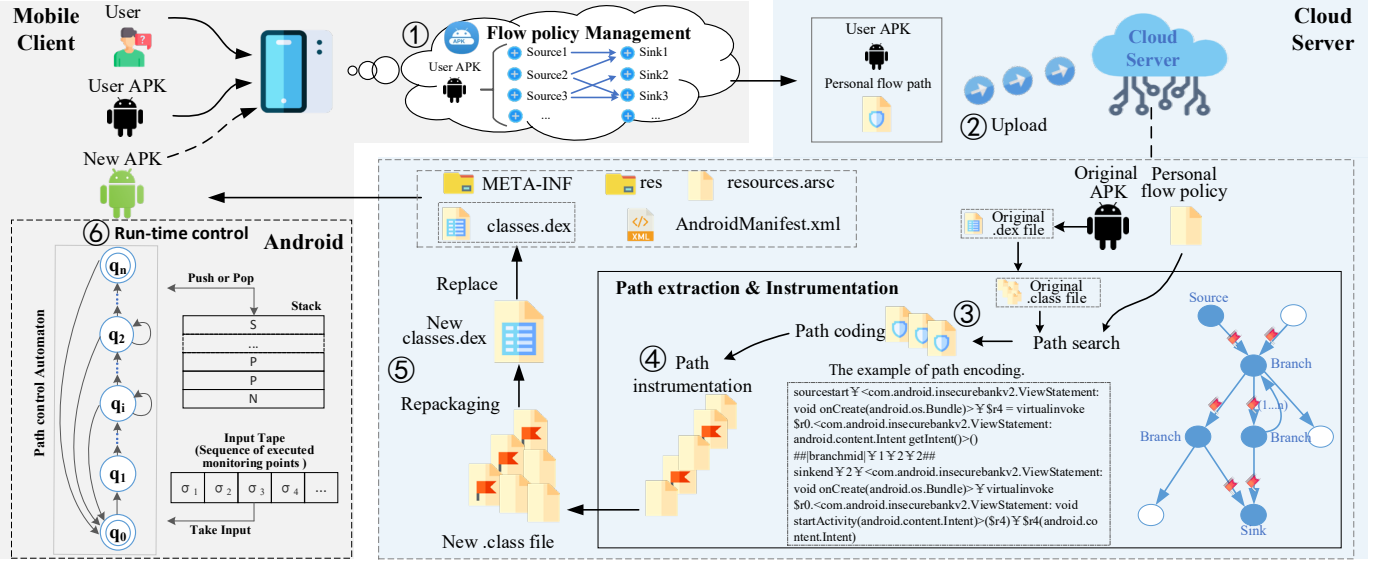 Mobile
Client
User
User APK
New APK
①
APK
Flow policy Management
User APK
Source1
Source2
Source3
...
Sink1
Sink2
Sink3
...
User APK
Personal flow path
② Upload
Cloud
Server
Cloud
Server
META-INF
res
resources.arsc
classes.dex
XML
AndroidManifest.xml
Original
APK
Personal
flow policy
Original
.dex file
Original
.class file
Path extraction & Instrumentation
③
Path search
Path coding
④ Path
instrumentation
The example of path encoding.
sourcestart¥<com.android.insecurebankv2.ViewStatement:
void onCreate(android.os.Bundle)>¥$r4 = virtualinvoke
$r0.<com.android.insecurebankv2.ViewStatement:
android.content.Intent getIntent()>()
##|branchmid|¥1¥2¥2##
sinkend¥2¥<com.android.insecurebankv2.ViewStatement:
void onCreate(android.os.Bundle)>¥virtualinvoke
$r0.<com.android.insecurebankv2.ViewStatement: void
startActivity(android.content.Intent)>($r4)¥$r4(android.co
ntent.Intent)
Source
Branch
(1...n)
Branch
Branch
Sink
Replace
New
classes.dex
⑤
Repackaging
New .class file
⑥ Run-time control
Android
Path control Automaton
qn
q2
qi
q1
q0
Push or Pop
Stack
S
...
P
P
N
Input Tape
(Sequence of executed
monitoring points )
σ1 σ2 σ3 σ4 ...
Take Input